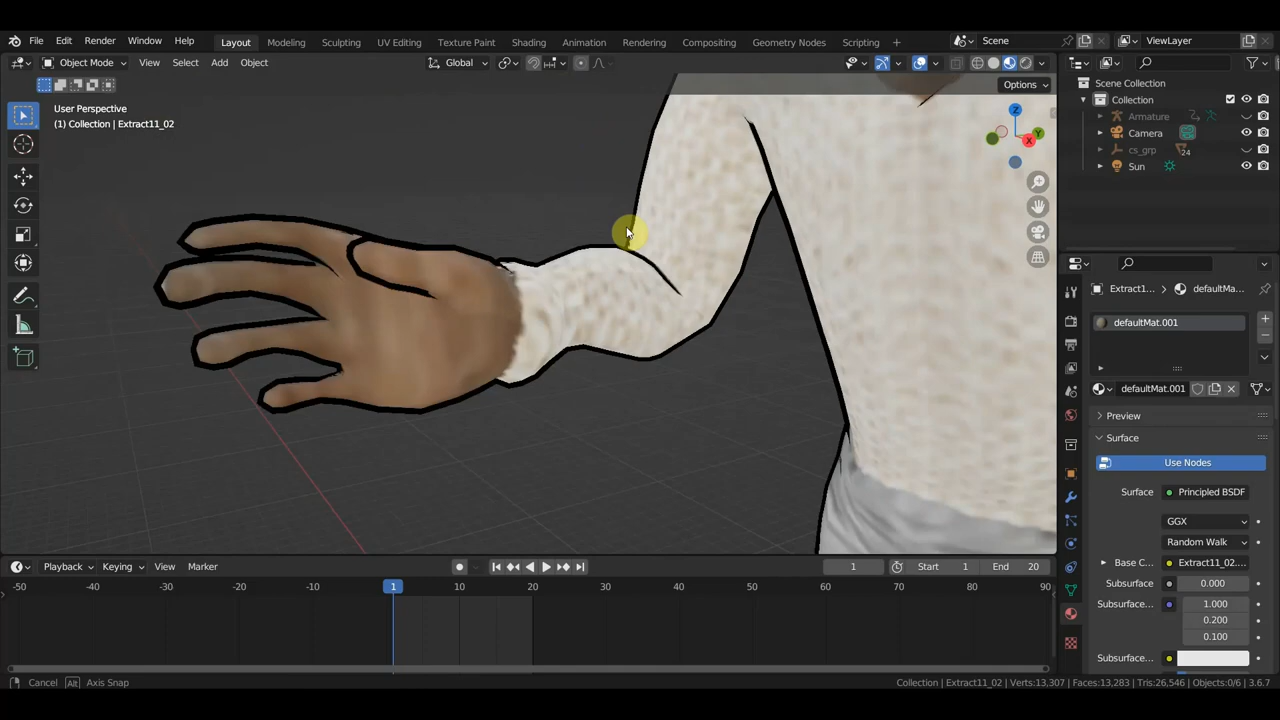 File Edit Render Window Help
Layout Modeling Sculpting UV Editing Texture Paint Shading Animation Rendering Compositing Geometry Nodes Scripting +
Scene
ViewLayer
Object Mode View Select Add Object
Global
Options
User Perspective
(1) Collection | Extract11_02
Z
Y
X
Scene Collection
Collection
Armature
Camera
cs_grp
24
Sun
Extract1... > defaultMa...
defaultMat.001
defaultMat.001
Preview
Surface
Use Nodes
Surface Principled BSDF
GGX
Random Walk
Base C... Extract11_02....
Subsurface 0.000
Subsurface... 1.000
0.200
0.100
Subsurface...
Playback Keying View Marker
1 Start 1 End 20
-50 -40 -30 -20 -10 1 10 20 30 40 50 60 70 80 90
Cancel Alt Axis Snap
Collection | Extract11_02 | Verts:13,307 | Faces:13,283 | Tris:26,546 | Objects:0/6 | 3.6.7